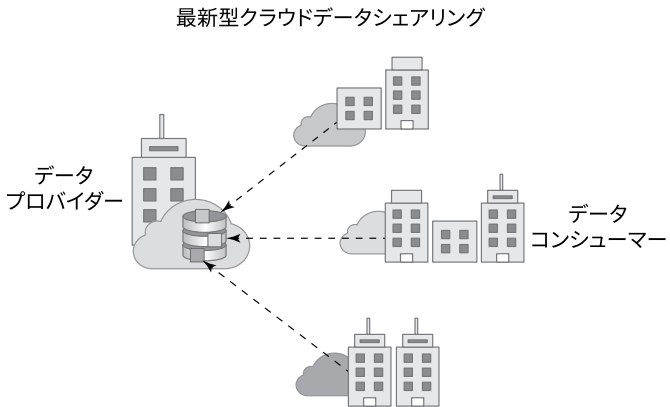 最新型クラウドデータシェアリング
データ
プロバイダー
データ
コンシューマー